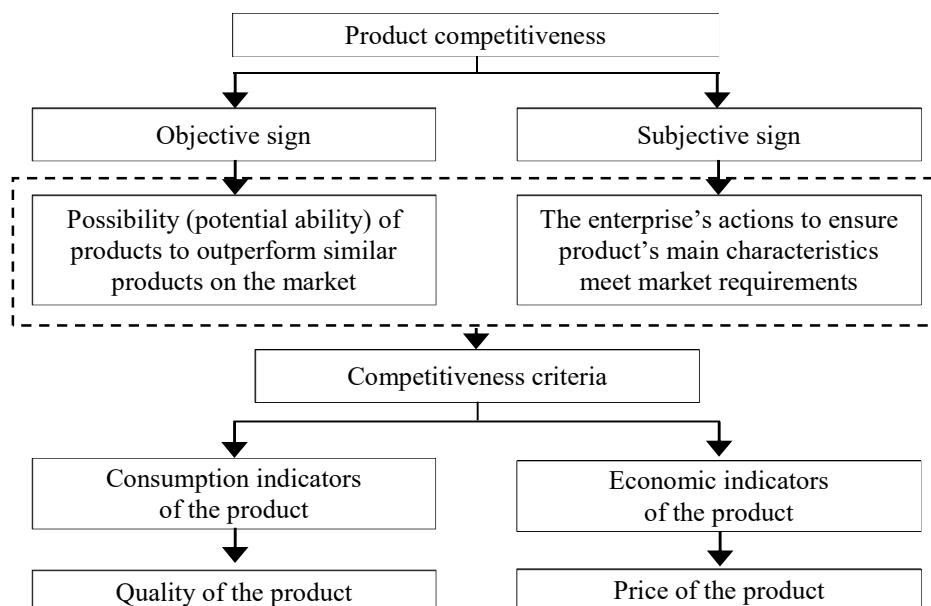 Product competitiveness
Objective sign
Subjective sign
Possibility (potential ability) of
products to outperform similar
products on the market
The enterprise’s actions to ensure
product’s main characteristics
meet market requirements
Competitiveness criteria
Consumption indicators
of the product
Economic indicators
of the product
Quality of the product
Price of the product